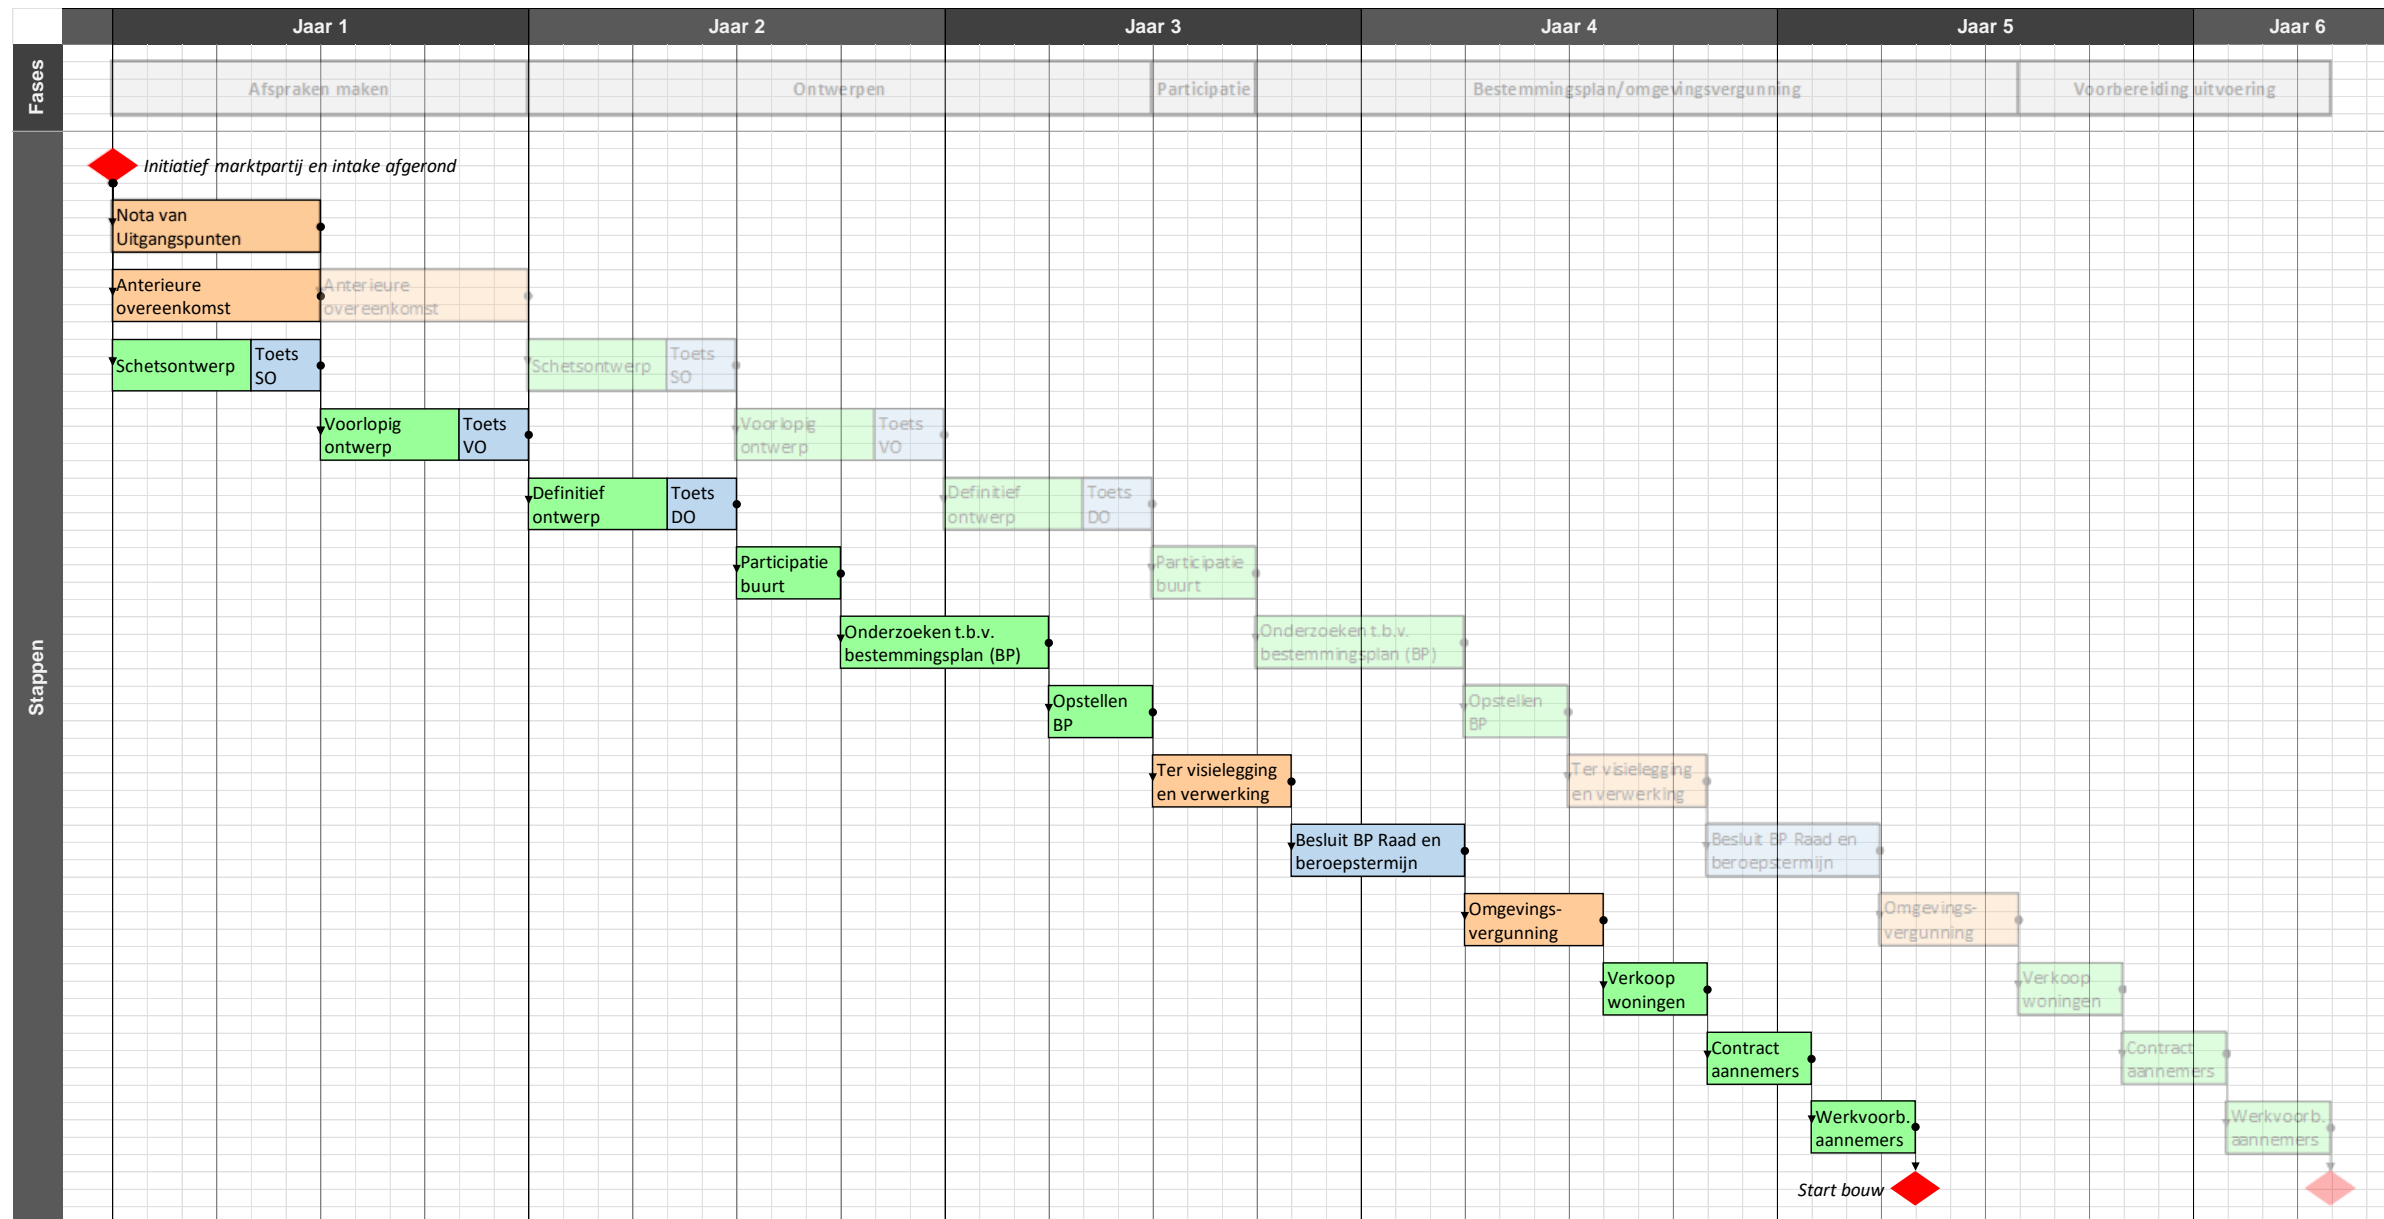 Jaar 1
Jaar 2
Jaar 3
Jaar 4
Jaar 5
Jaar 6
Fases
Afspraken maken
Ontwerpen
Participatie
Bestemmingsplan/omgevingsvergunning
Voorbereiding uitvoering
Stappen
Initiatief marktpartij en intake afgerond
Nota van
Uitgangspunten
Anterieure
overeenkomst
Anterieure
overeenkomst
Schetsontwerp
Toets
SO
Schetsontwerp
Toets
SO
Voorlopig
ontwerp
Toets
VO
Voorlopig
ontwerp
Toets
VO
Definitief
ontwerp
Toets
DO
Definitief
ontwerp
Toets
DO
Participatie
buurt
Participatie
buurt
Onderzoeken t.b.v.
bestemmingsplan (BP)
Onderzoeken t.b.v.
bestemmingsplan (BP)
Opstellen
BP
Opstellen
BP
Ter visielegging
en verwerking
Ter visielegging
en verwerking
Besluit BP Raad en
beroepstermijn
Besluit BP Raad en
beroepstermijn
Omgevings-
vergunning
Omgevings-
vergunning
Verkoop
woningen
Verkoop
woningen
Contract
aannemers
Contract
aannemers
Werkvoorb.
aannemers
Werkvoorb.
aannemers
Start bouw